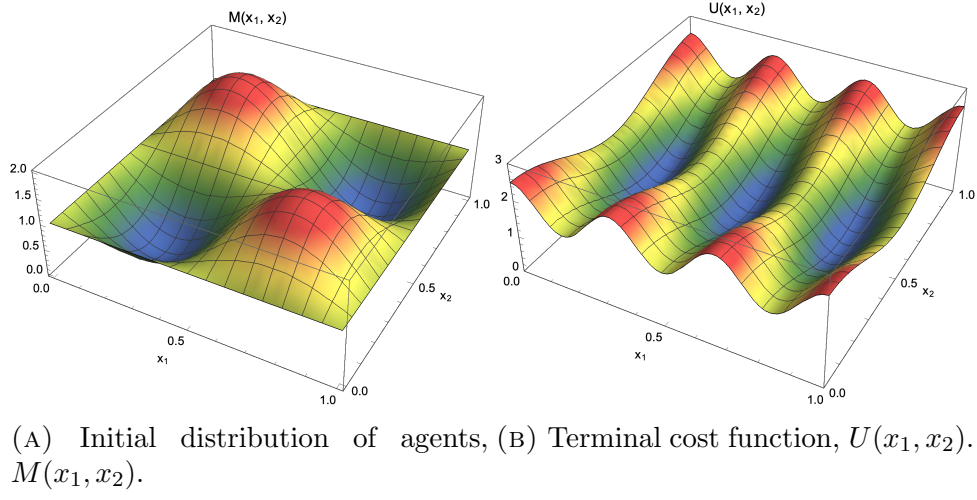 M(x₁, x₂)
2.0
1.5
1.0
0.5
0.0
0.0
0.5
x₁
1.0
0.0
0.5
x₂
1.0
U(x₁, x₂)
3
2
1
0
0.0
0.5
x₁
1.0
0.0
0.5
x₂
1.0
(A) Initial distribution of agents,
M(x₁, x₂).
(B) Terminal cost function, U(x₁, x₂).